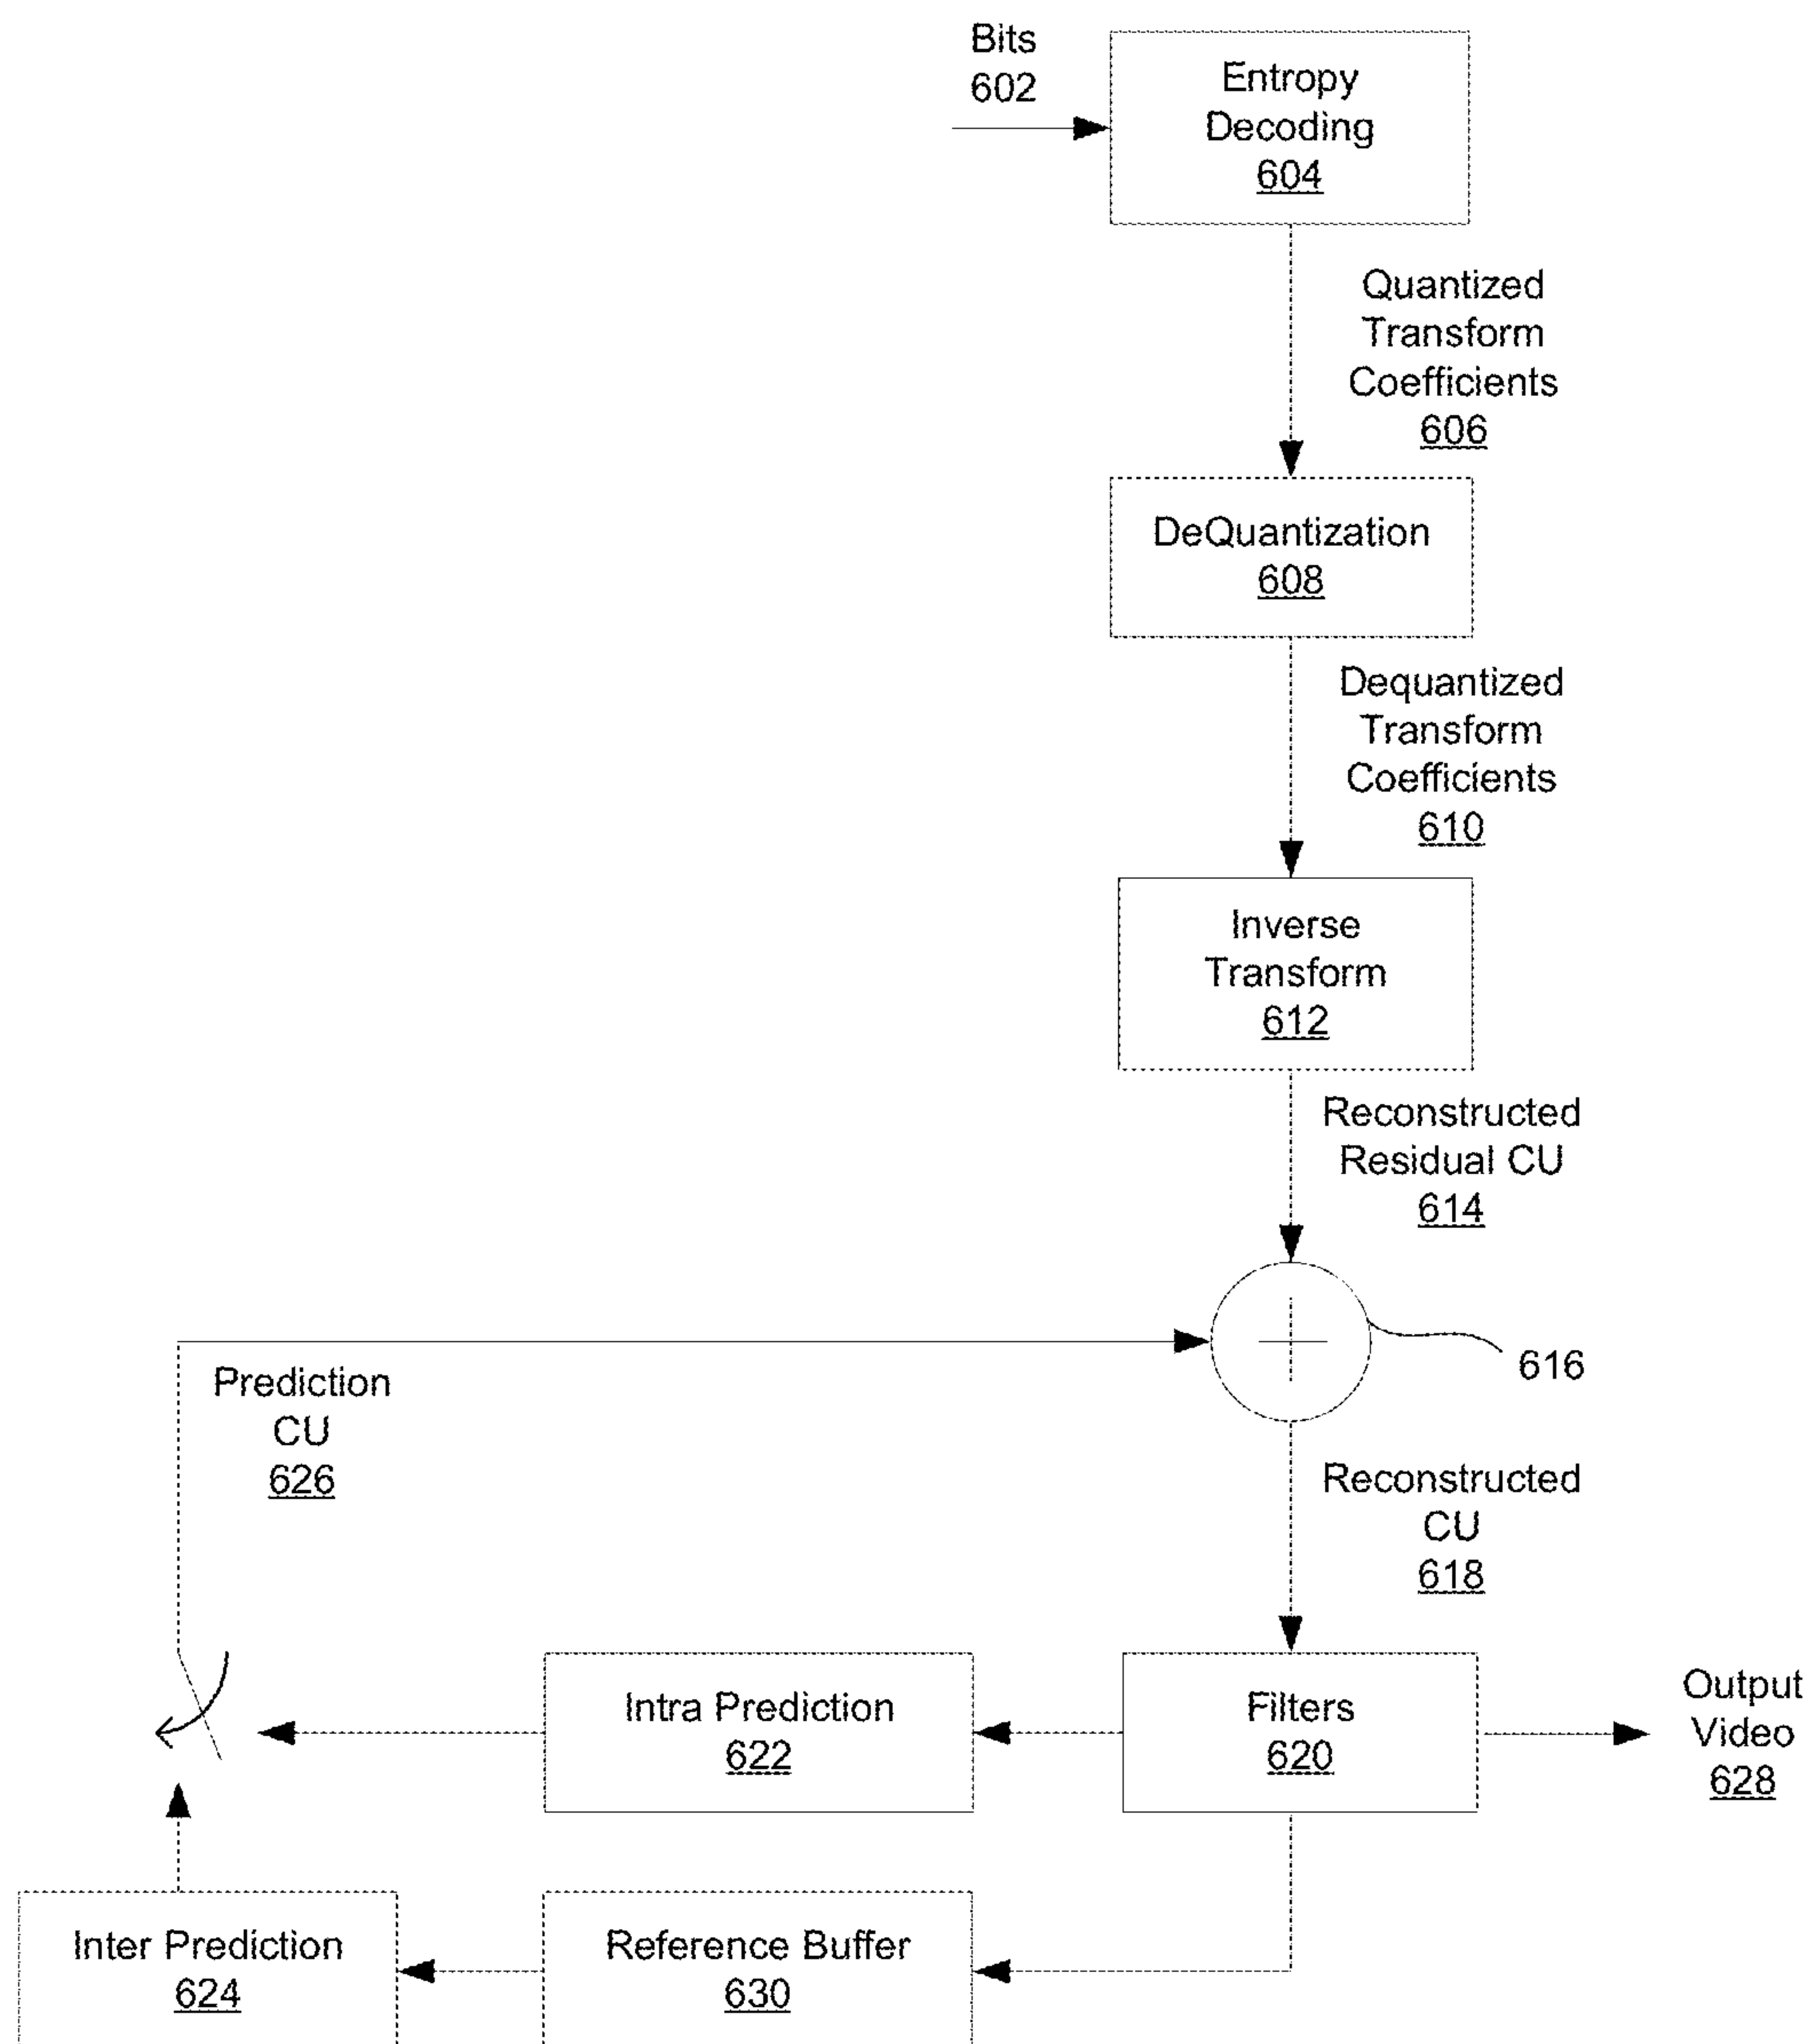 Bits
602
Entropy
Decoding
604
Quantized
Transform
Coefficients
606
DeQuantization
608
Dequantized
Transform
Coefficients
610
Inverse
Transform
612
Reconstructed
Residual CU
614
616
Prediction
CU
626
Reconstructed
CU
618
Intra Prediction
622
Filters
620
Output
Video
628
Inter Prediction
624
Reference Buffer
630